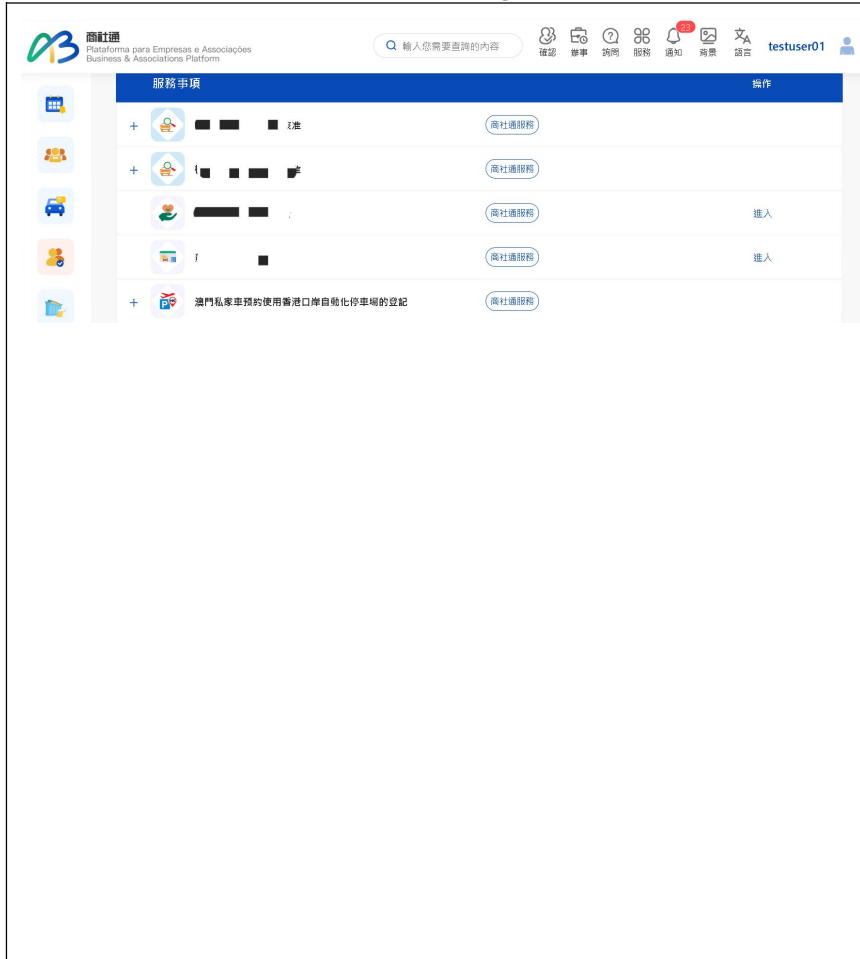 商社通
Plataforma para Empresas e Associações
Business & Associations Platform
輸入您需要查詢的內容
確認 辦事 詢問 服務 通知 背景 語言
23
testuser01
服務事項 操作
准 商社通服務
商社通服務
商社通服務 進入
商社通服務 進入
澳門私家車預約使用香港口岸自動化停車場的登記 商社通服務